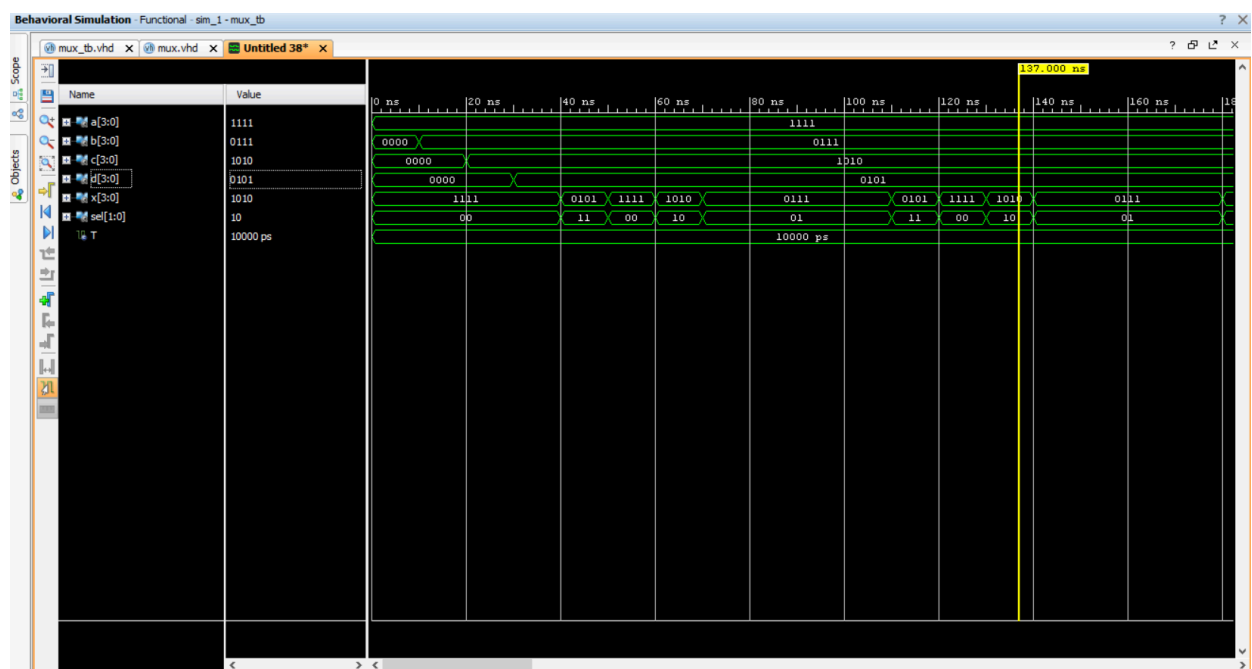 Behavioral Simulation - Functional - sim_1 - mux_tb
? X
mux_tb.vhd x mux.vhd x Untitled 38* x
?
Scope
Objects
137.000 ns
Name Value
0 ns 20 ns 40 ns 60 ns 80 ns 100 ns 120 ns 140 ns 160 ns 18
a[3:0] 1111 1111
b[3:0] 0111 0000 0111
c[3:0] 1010 0000 1010
d[3:0] 0101 0000 0101
x[3:0] 1010 1111 0101 1111 1010 0111 0101 1111 1010 0111
sel[1:0] 10 00 11 00 10 01 11 00 10 01
T 10000 ps 10000 ps